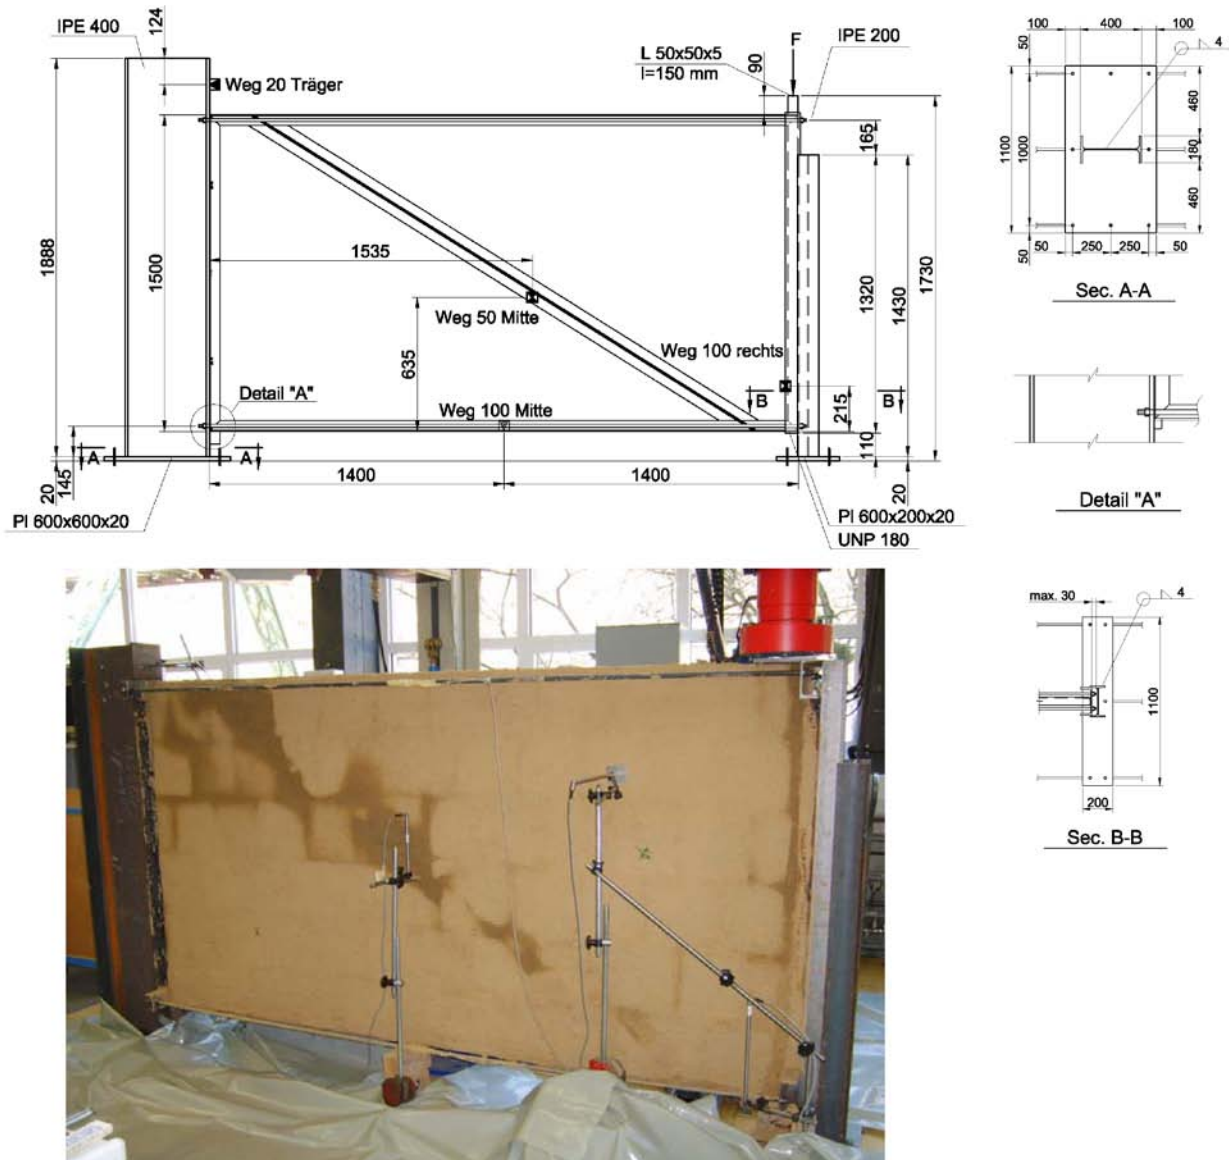 IPE 400
124
Weg 20 Träger
L 50x50x5
l=150 mm
90
F
IPE 200
165
1888
1500
1535
Weg 50 Mitte
635
Weg 100 rechts
1320
1430
1730
Detail "A"
Weg 100 Mitte
B
B
215
110
A
A
20
145
1400
1400
20
Pl 600x600x20
Pl 600x200x20
UNP 180
100
400
100
4
50
460
1100
1000
180
460
50
50
250
250
50
Sec. A-A
Detail "A"
max. 30
4
1100
200
Sec. B-B